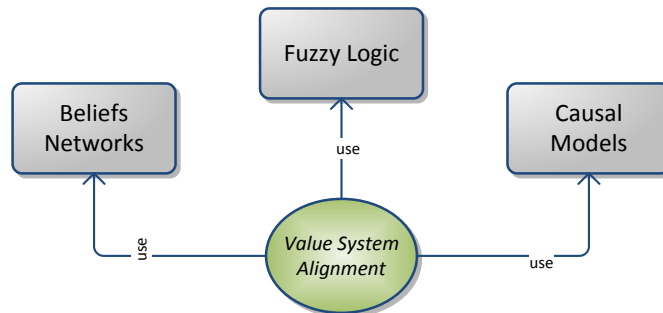 Fuzzy Logic
Beliefs
Networks
Causal
Models
use
use
use
Value System
Alignment